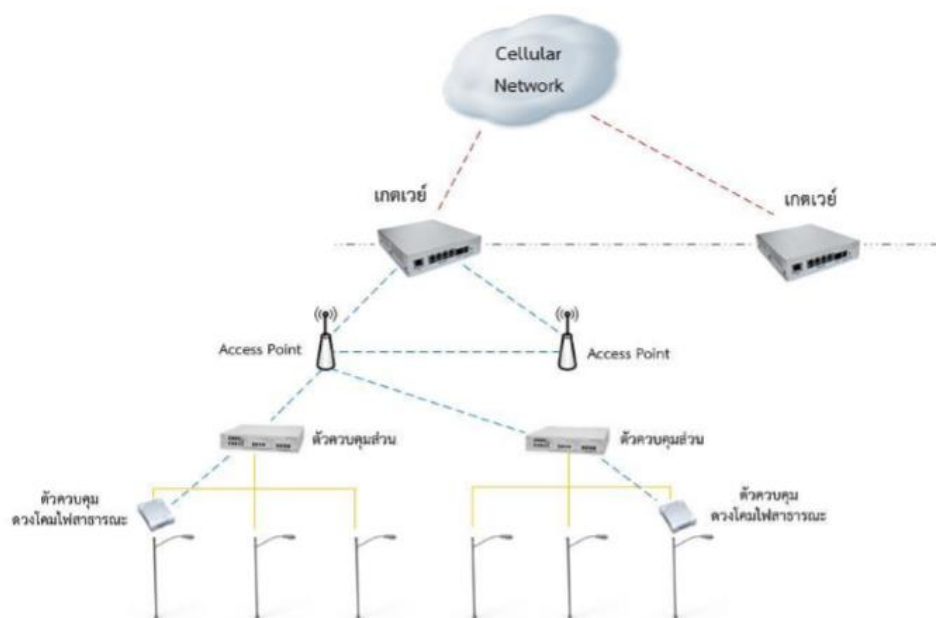 Cellular
Network
เกตเวย์
เกตเวย์
Access Point
Access Point
ตัวควบคุมส่วน
ตัวควบคุมส่วน
ตัวควบคุม
ดวงโคมไฟสาธารณะ
ตัวควบคุม
ดวงโคมไฟสาธารณะ